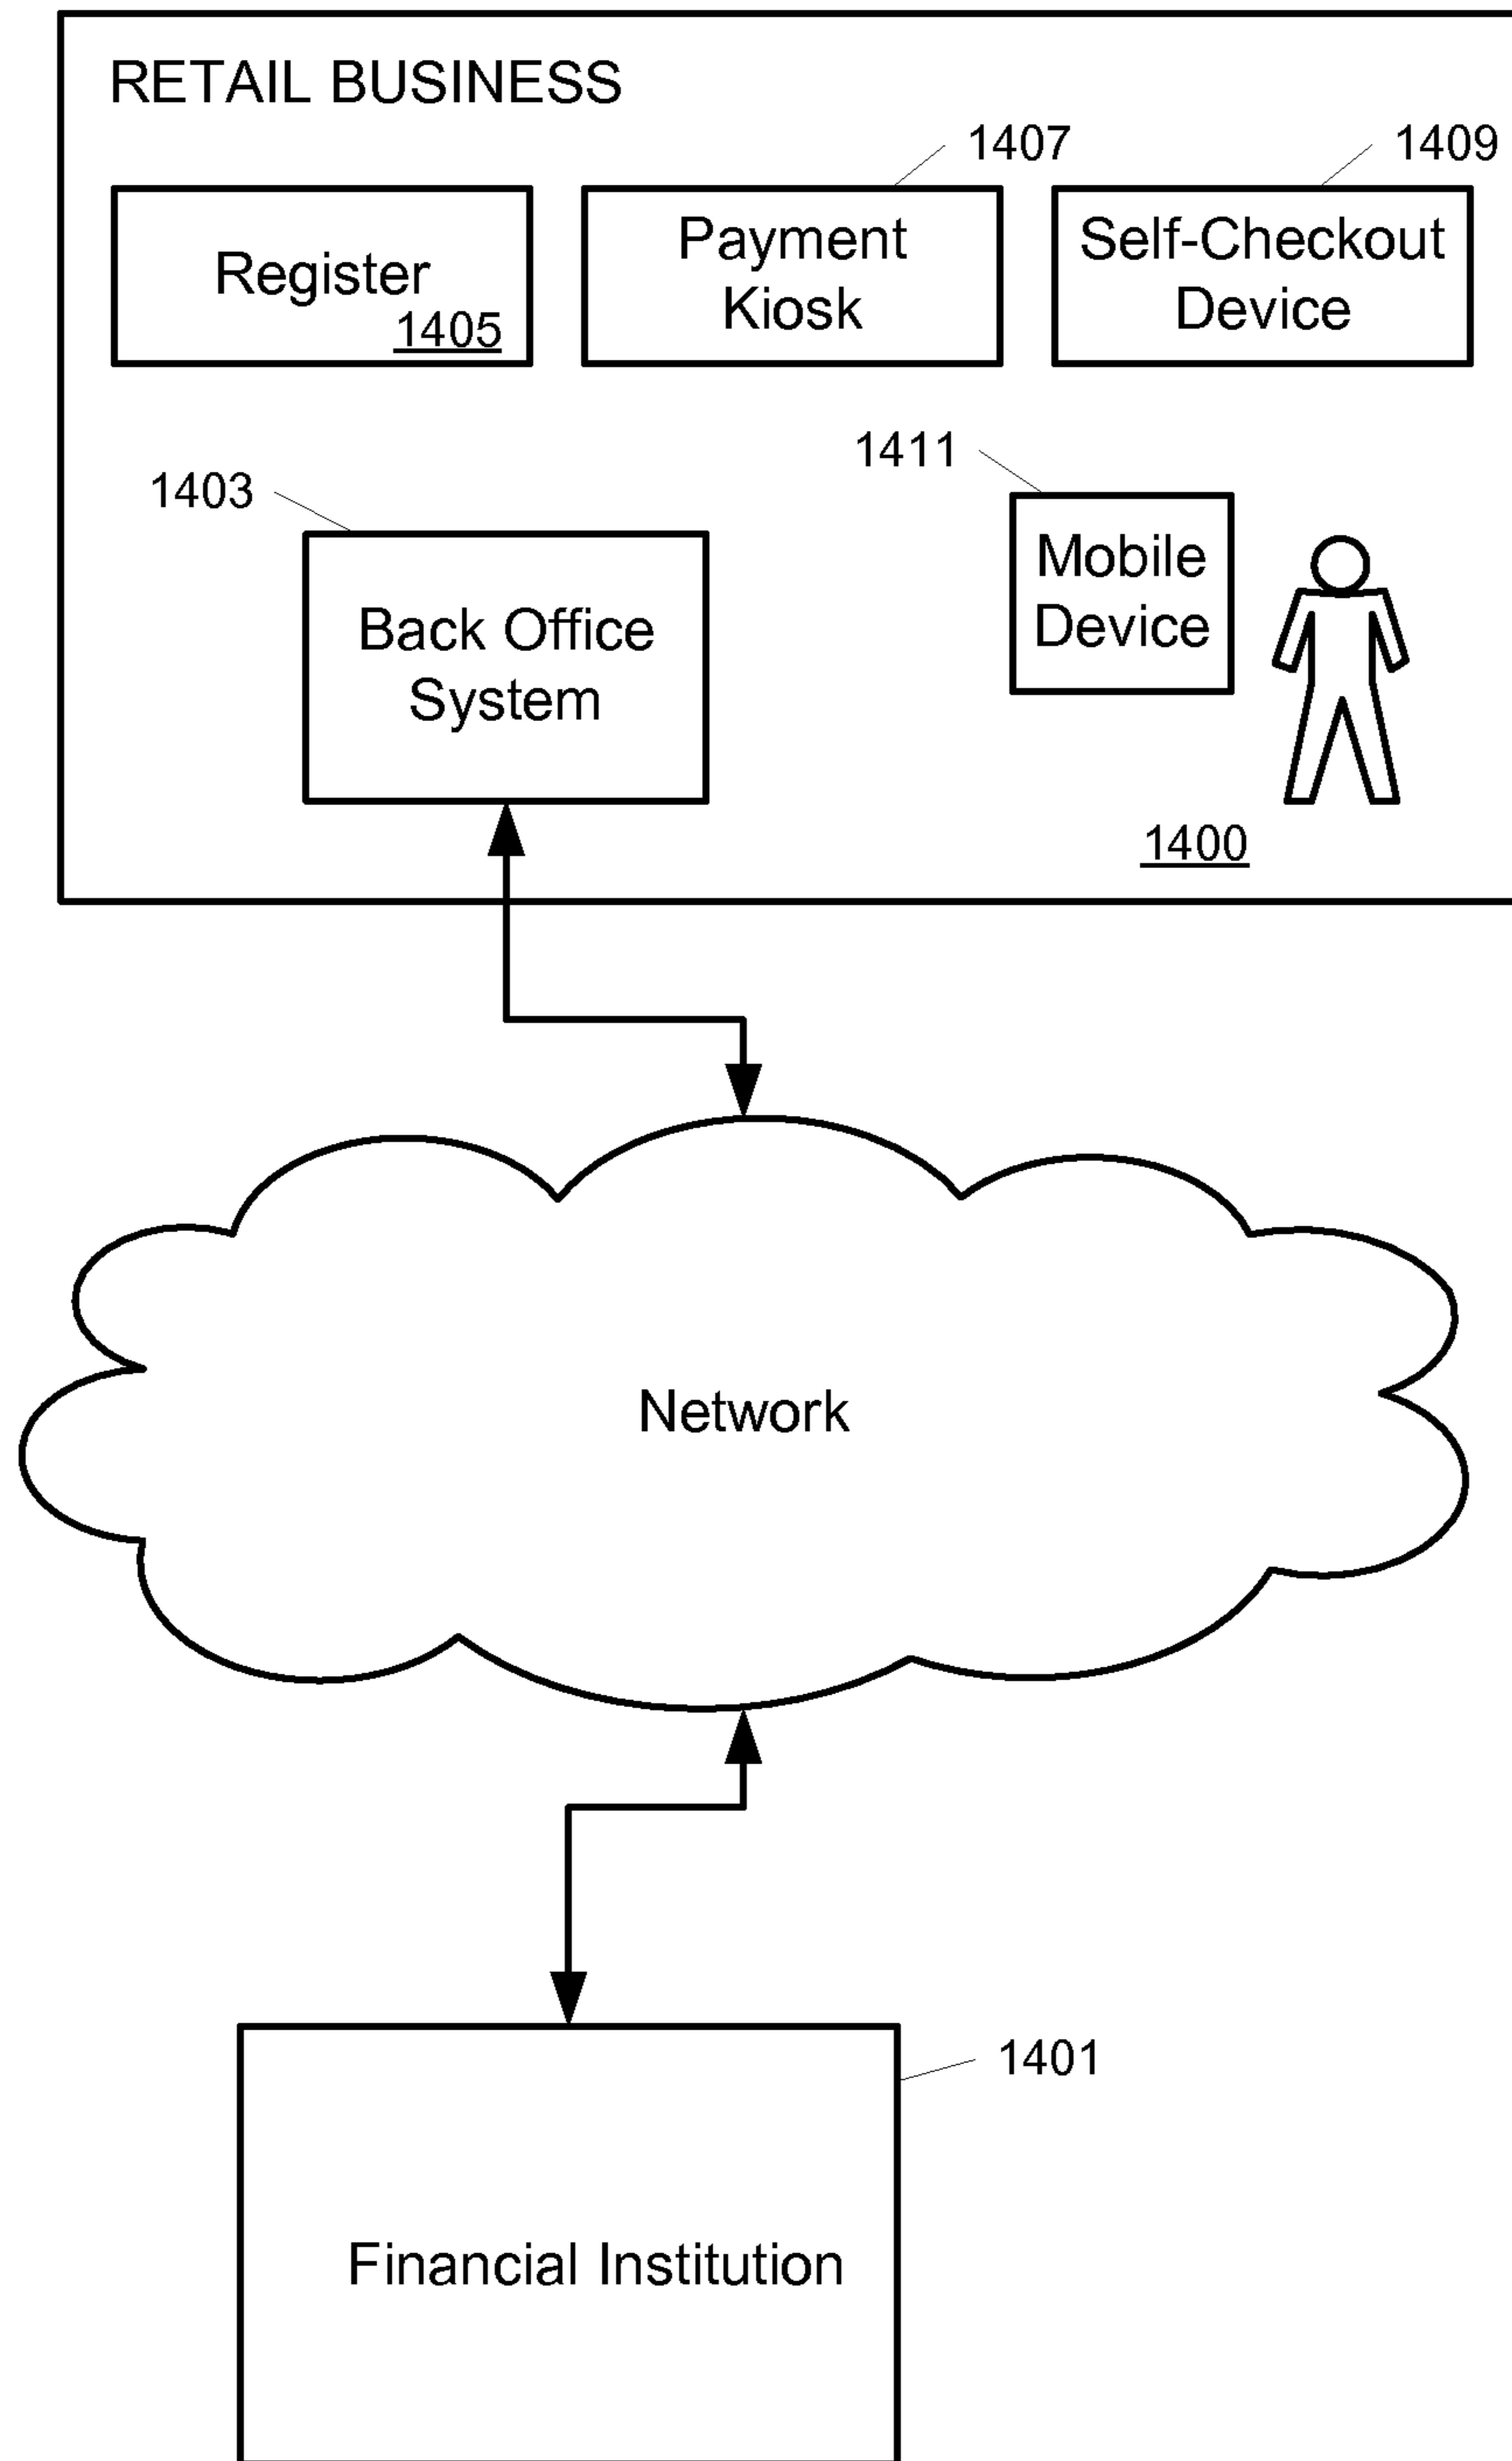 RETAIL BUSINESS
1407
1409
Register
1405
Payment
Kiosk
Self-Checkout
Device
1411
1403
Mobile
Device
Back Office
System
1400
Network
1401
Financial Institution